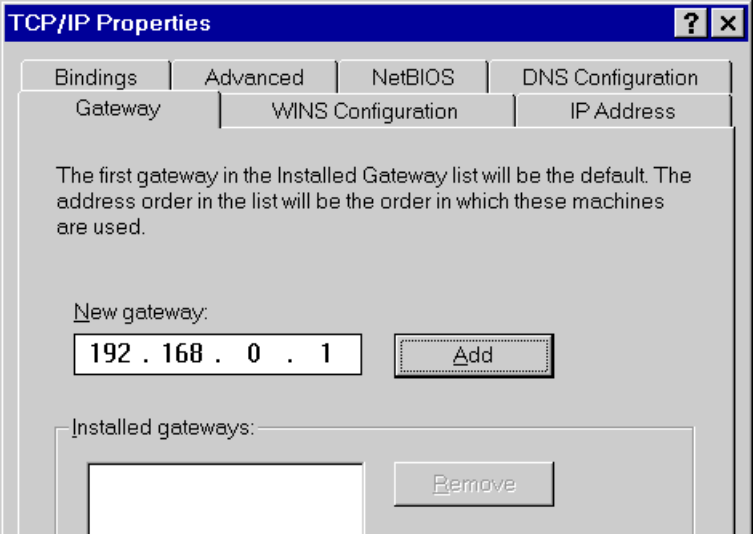 TCP/IP Properties
Bindings Advanced NetBIOS DNS Configuration
Gateway WINS Configuration IP Address
The first gateway in the Installed Gateway list will be the default. The
address order in the list will be the order in which these machines
are used.
New gateway:
192 . 168 . 0 . 1 Add
Installed gateways:
Remove